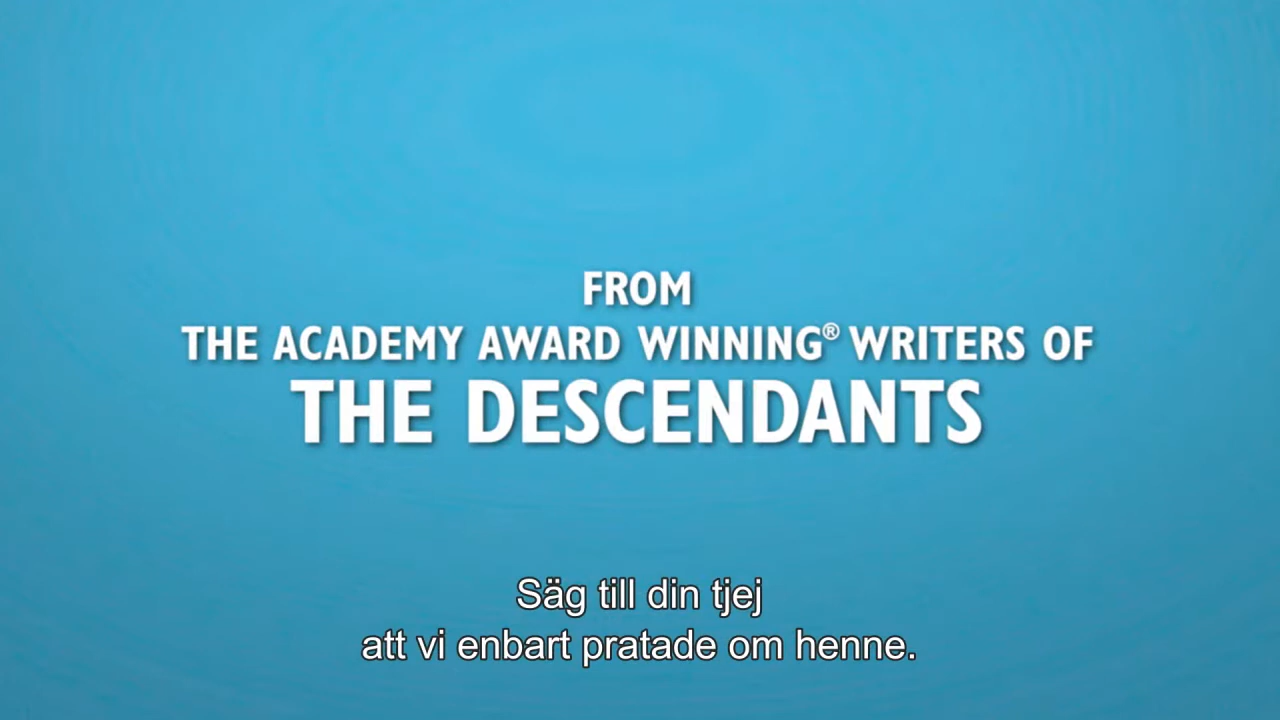 FROM
THE ACADEMY AWARD WINNING® WRITERS OF
THE DESCENDANTS
Säg till din tjej
att vi enbart pratade om henne.